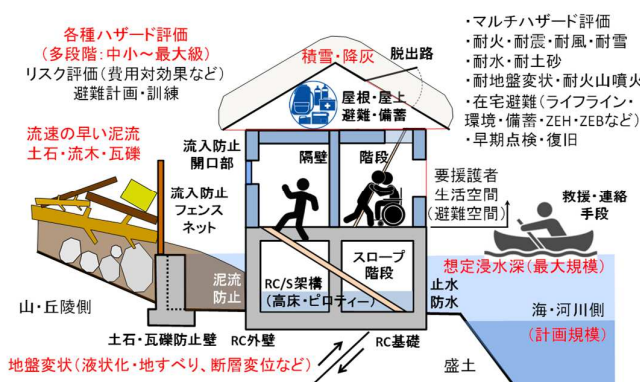 各種ハザード評価
(多段階:中小～最大級)
リスク評価(費用対効果など)
避難計画・訓練
流速の早い泥流
土石・流木・瓦礫
流入防止
開口部
流入防止
フェンス
ネット
積雪・降灰
脱出路
屋根・屋上
避難・備蓄
隔壁
階段
・マルチハザード評価
・耐火・耐震・耐風・耐雪
・耐水・耐土砂
・耐地盤変状・耐火山噴火
・在宅避難(ライフライン・
環境・備蓄・ZEH・ZEBなど)
・早期点検・復旧
要援護者
生活空間
(避難空間)
救援・連絡
手段
山・丘陵側
泥流
防止
RC/S架構
(高床・ピロティー)
スロープ
階段
止水
防水
想定浸水深(最大規模)
海・河川側
(計画規模)
土石・瓦礫防止壁
RC外壁
RC基礎
地盤変状(液状化・地すべり、断層変位など)
盛土